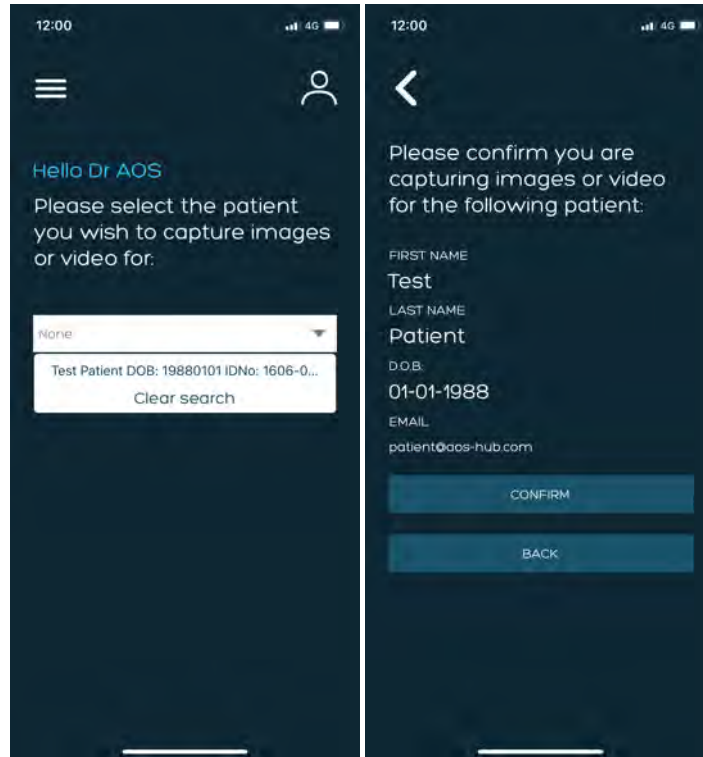 12:00
4G
Hello Dr AOS
Please select the patient
you wish to capture images
or video for:
None
Test Patient DOB: 19880101 IDNo: 1606-0...
Clear search
12:00
4G
Please confirm you are
capturing images or video
for the following patient:
FIRST NAME
Test
LAST NAME
Patient
D.O.B.
01-01-1988
EMAIL
patient@aos-hub.com
CONFIRM
BACK